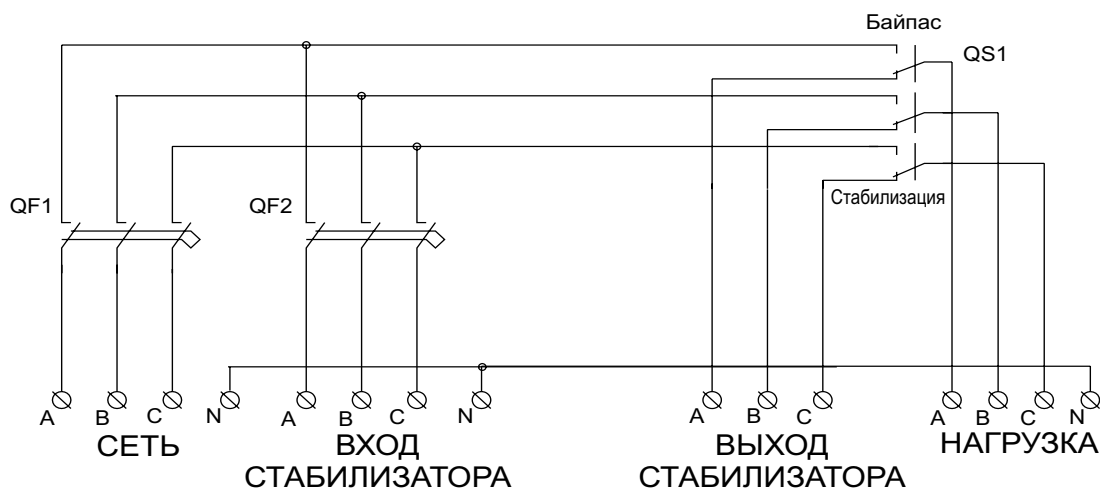 Байпас
QS1
Стабилизация
QF1
QF2
A B C N A B C N A B C A B C N
СЕТЬ
ВХОД
СТАБИЛИЗАТОРА
ВЫХОД
СТАБИЛИЗАТОРА
НАГРУЗКА